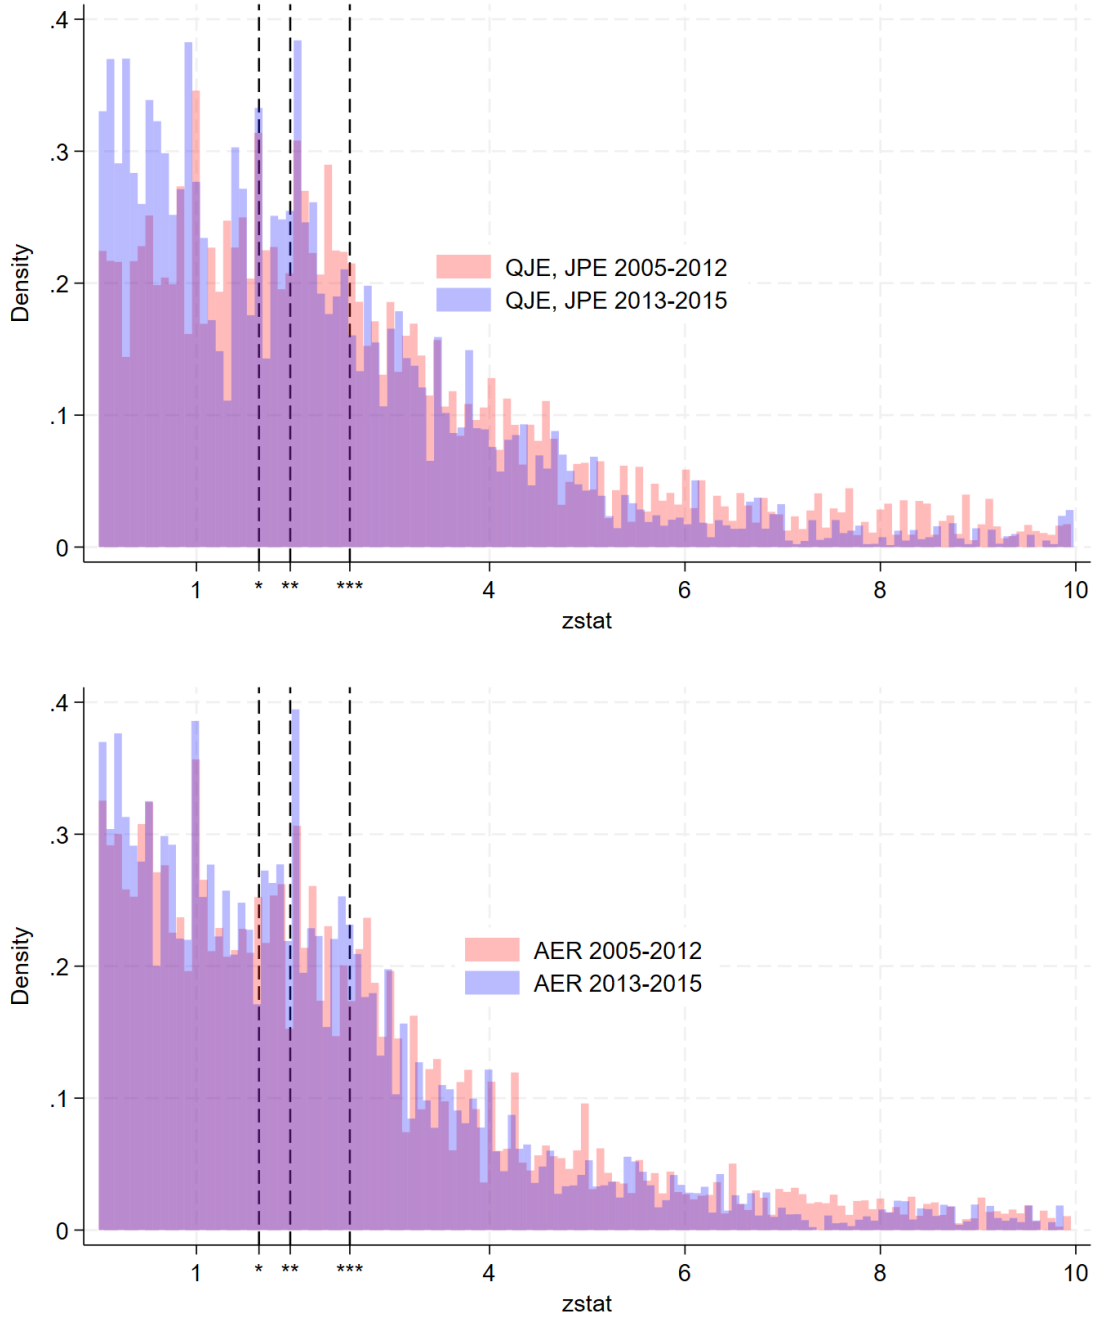 .4
.3
.2
.1
0
Density
QJE, JPE 2005-2012
QJE, JPE 2013-2015
1 * ** *** 4 6 8 10
zstat
.4
.3
.2
.1
0
Density
AER 2005-2012
AER 2013-2015
1 * ** *** 4 6 8 10
zstat